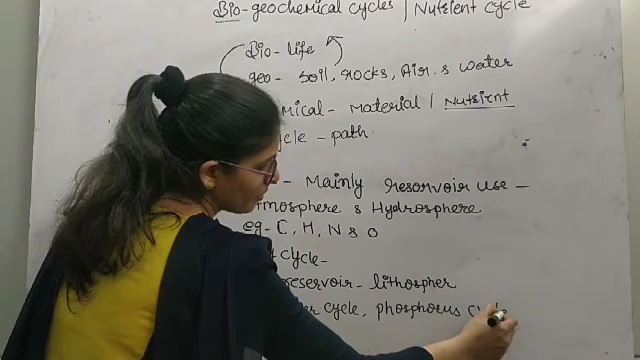 Bio-geochemical cycles / Nutrient cycle
Bio - life
geo - Soil, rocks, Air, & water
mical - material / Nutrient
cle - path
- Mainly reservoir use -
tmosphere & Hydrosphere
eg - C, H, N & O
cycle -
reservoir - lithospher
cycle, phosphorus